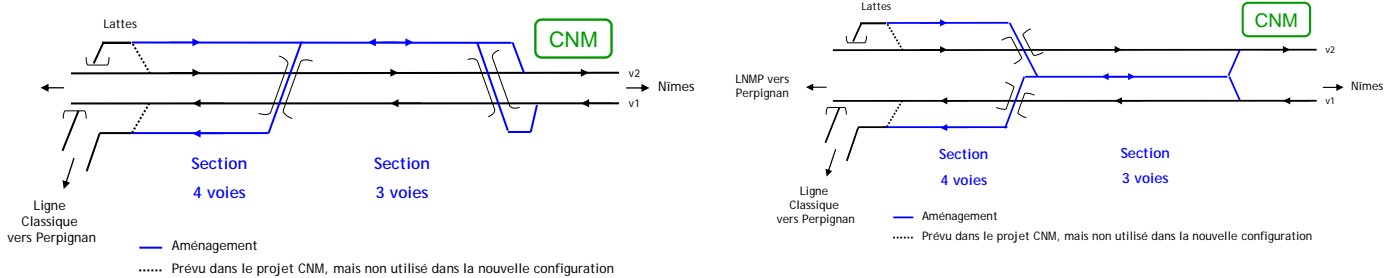 Lattes
CNM
v2
v1
Nîmes
Section
4 voies
Section
3 voies
Ligne
Classique
vers Perpignan
Aménagement
Prévu dans le projet CNM, mais non utilisé dans la nouvelle configuration
Lattes
CNM
v2
LNMP vers
Perpignan
Nîmes
v1
Section
4 voies
Section
3 voies
Ligne
Classique
vers Perpignan
Aménagement
Prévu dans le projet CNM, mais non utilisé dans la nouvelle configuration